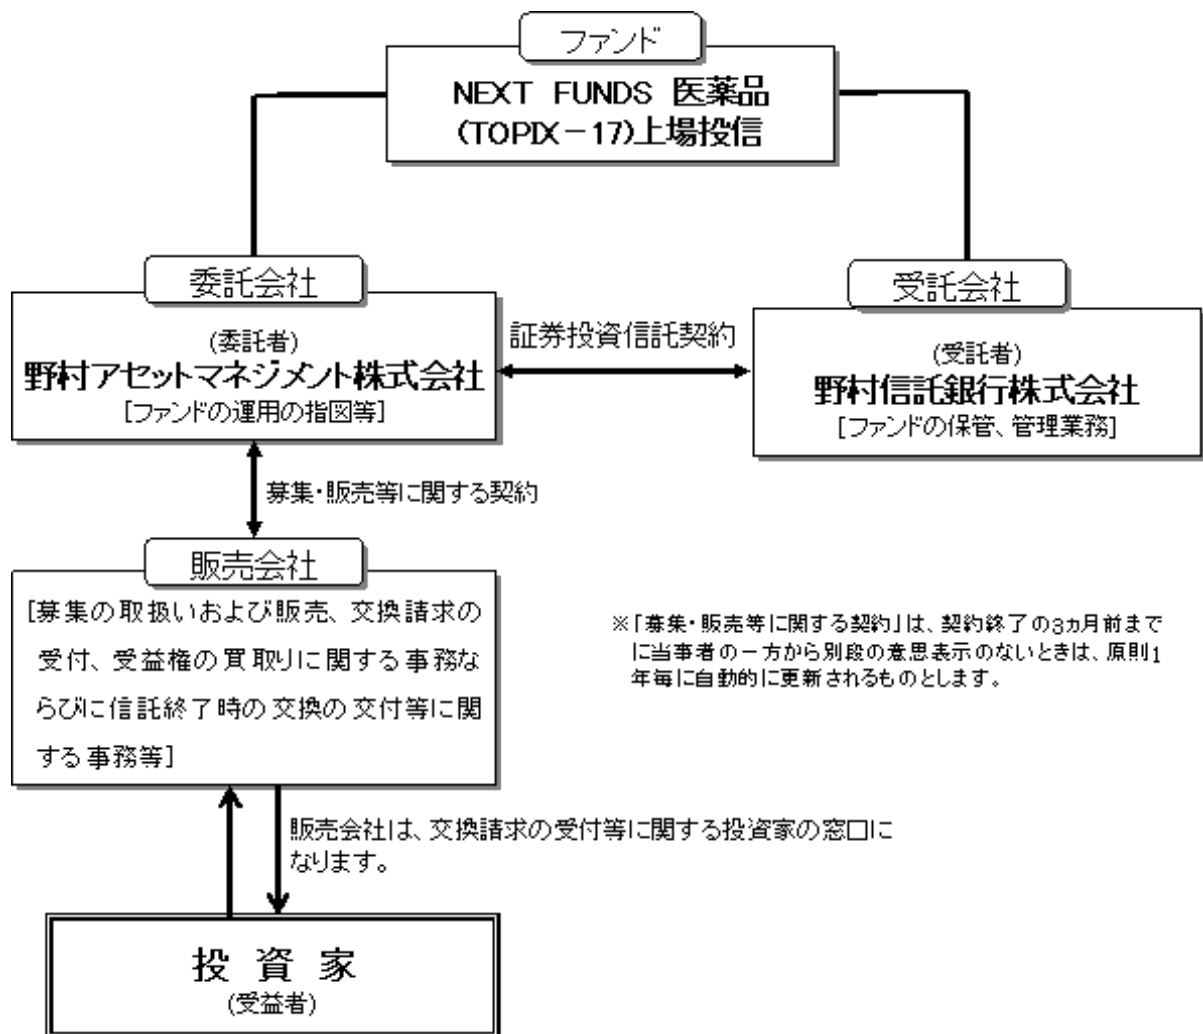 ファンド
NEXT FUNDS 医薬品
(TOPIX－17)上場投信
委託会社
(委託者)
野村アセットマネジメント株式会社
[ファンドの運用の指図等]
証券投資信託契約
受託会社
(受託者)
野村信託銀行株式会社
[ファンドの保管、管理業務]
募集・販売等に関する契約
販売会社
[募集の取扱いおよび販売、交換請求の
受付、受益権の買取りに関する事務な
らびに信託終了時の交換の交付等に関
する事務等]
※「募集・販売等に関する契約」は、契約終了の3ヵ月前まで
に当事者の一方から別段の意思表示のないときは、原則1
年毎に自動的に更新されるものとします。
販売会社は、交換請求の受付等に関する投資家の窓口に
なります。
投 資 家
(受益者)